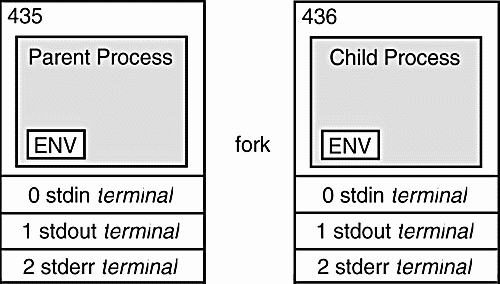 435
Parent Process
ENV
0 stdin terminal
1 stdout terminal
2 stderr terminal
fork
436
Child Process
ENV
0 stdin terminal
1 stdout terminal
2 stderr terminal